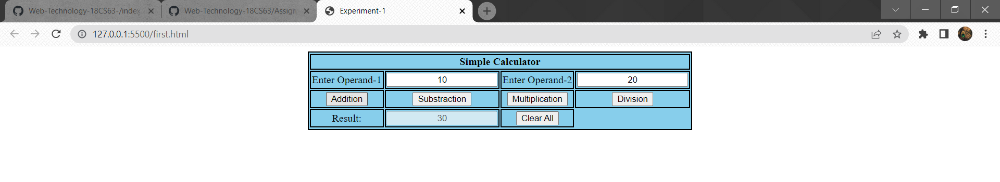 Web-Technology-18CS63-/index Web-Technology-18CS63/Assign Experiment-1
127.0.0.1:5500/first.html
Simple Calculator
Enter Operand-1 10 Enter Operand-2 20
Addition Substraction Multiplication Division
Result: 30 Clear All